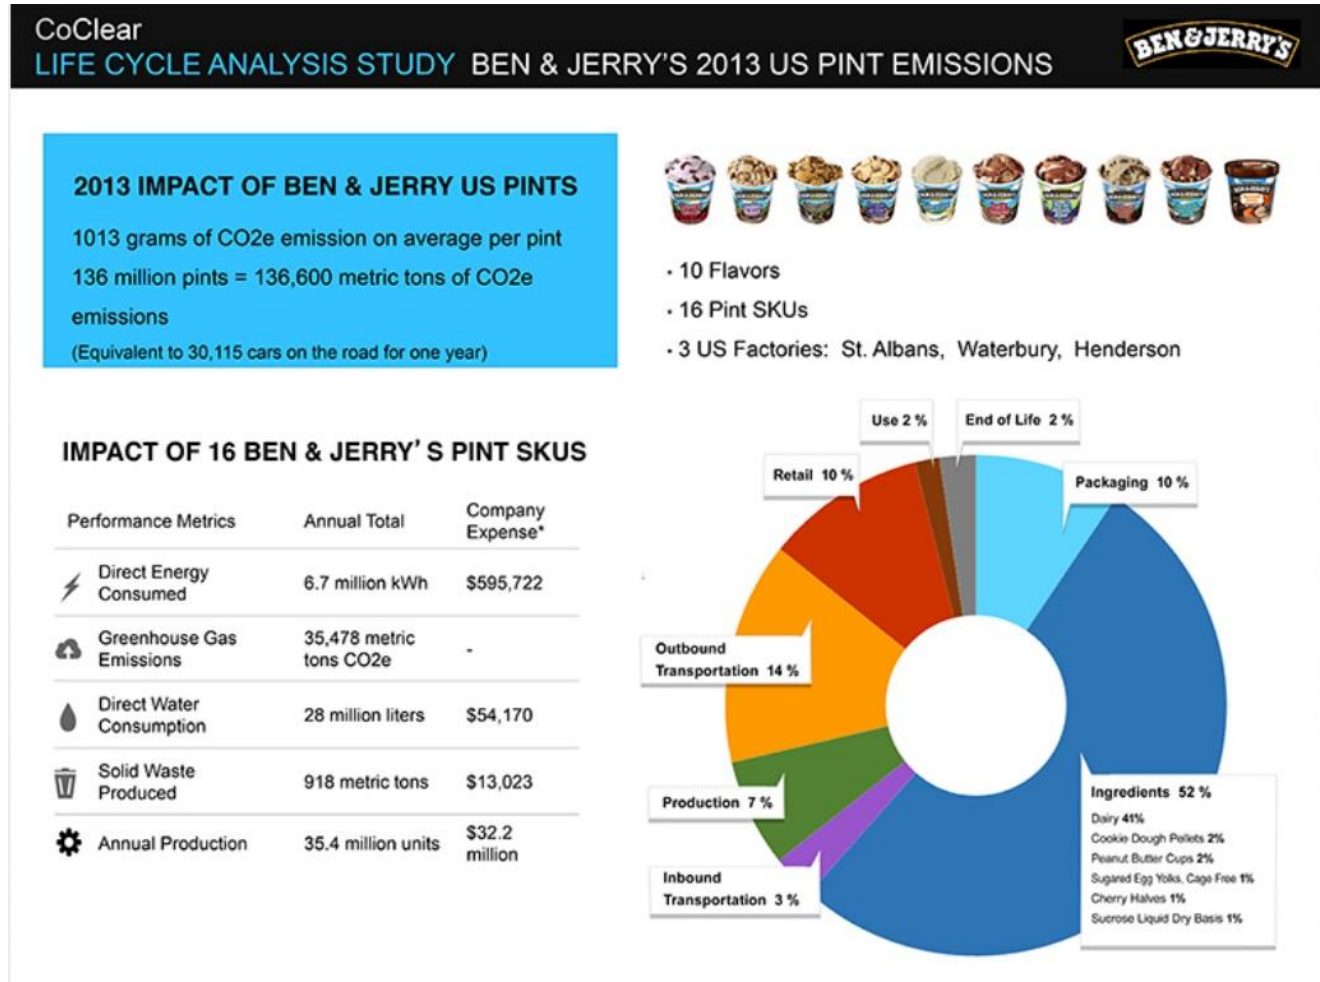 CoClear
LIFE CYCLE ANALYSIS STUDY BEN & JERRY'S 2013 US PINT EMISSIONS
BEN & JERRY'S
2013 IMPACT OF BEN & JERRY US PINTS
1013 grams of CO2e emission on average per pint
136 million pints = 136,600 metric tons of CO2e
emissions
(Equivalent to 30,115 cars on the road for one year)
· 10 Flavors
· 16 Pint SKUs
· 3 US Factories: St. Albans, Waterbury, Henderson
IMPACT OF 16 BEN & JERRY'S PINT SKUS
Performance Metrics
Annual Total
Company
Expense*
Direct Energy
Consumed
6.7 million kWh
$595,722
Greenhouse Gas
Emissions
35,478 metric
tons CO2e
-
Direct Water
Consumption
28 million liters
$54,170
Solid Waste
Produced
918 metric tons
$13,023
Annual Production
35.4 million units
$32.2
million
Use 2 %
End of Life 2 %
Retail 10 %
Packaging 10 %
Outbound
Transportation 14 %
Production 7 %
Inbound
Transportation 3 %
Ingredients 52 %
Dairy 41%
Cookie Dough Pellets 2%
Peanut Butter Cups 2%
Sugared Egg Yolks, Cage Free 1%
Cherry Halves 1%
Sucrose Liquid Dry Basis 1%